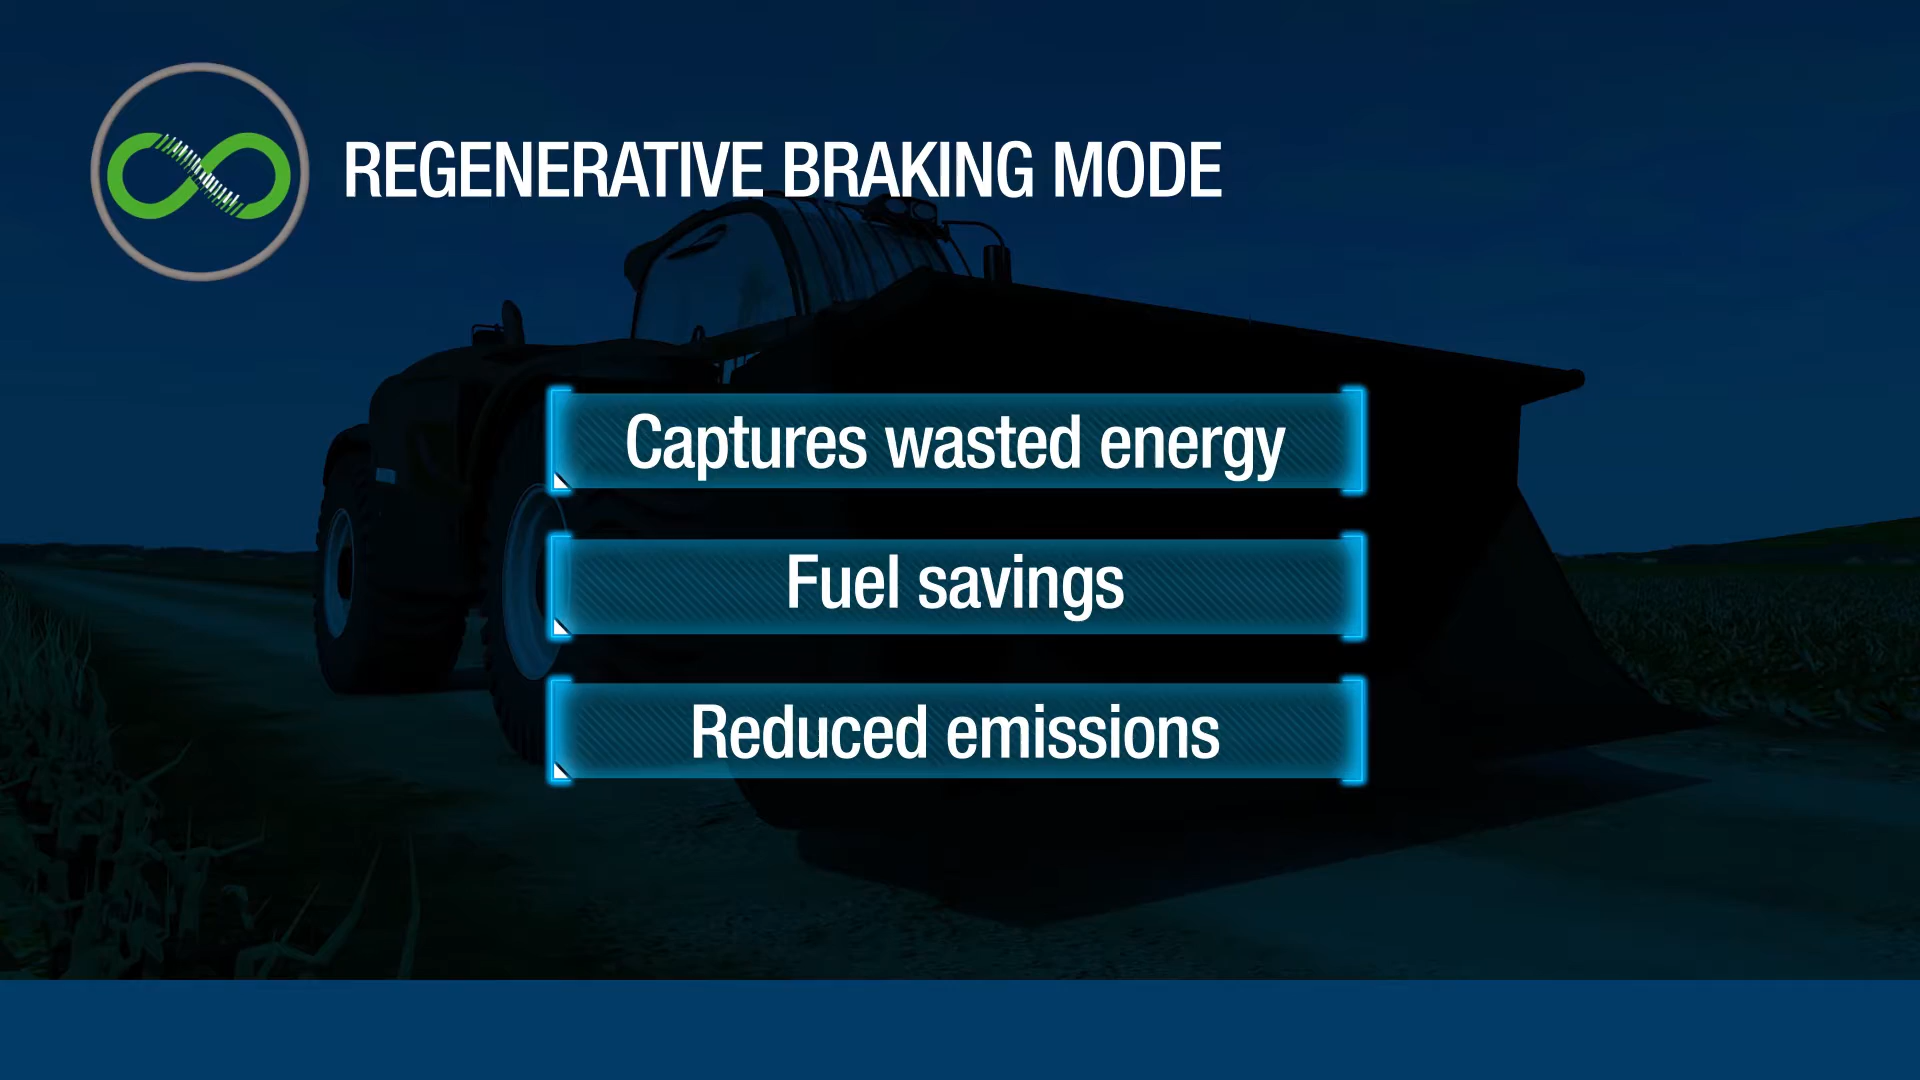 REGENERATIVE BRAKING MODE
Captures wasted energy
Fuel savings
Reduced emissions